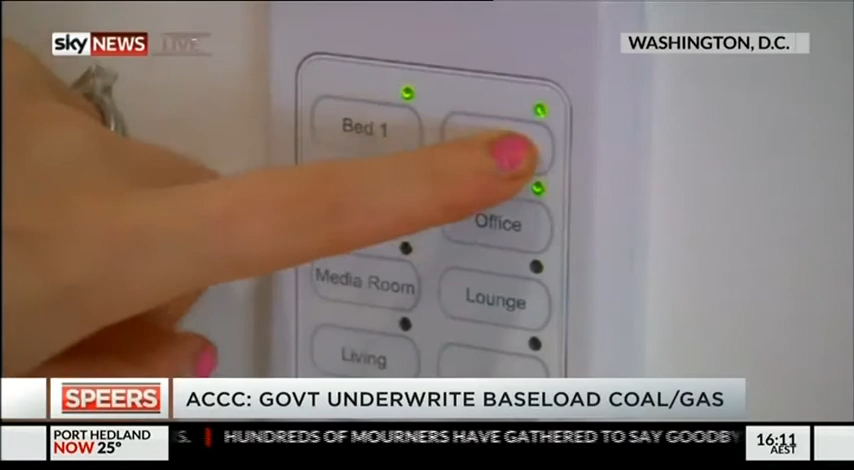 sky NEWS LIVE
WASHINGTON, D.C.
Bed 1
Office
Media Room
Lounge
Living
SPEERS
ACCC: GOVT UNDERWRITE BASELOAD COAL/GAS
PORT HEDLAND
NOW 25°
S. HUNDREDS OF MOURNERS HAVE GATHERED TO SAY GOODBY
16:11
AEST